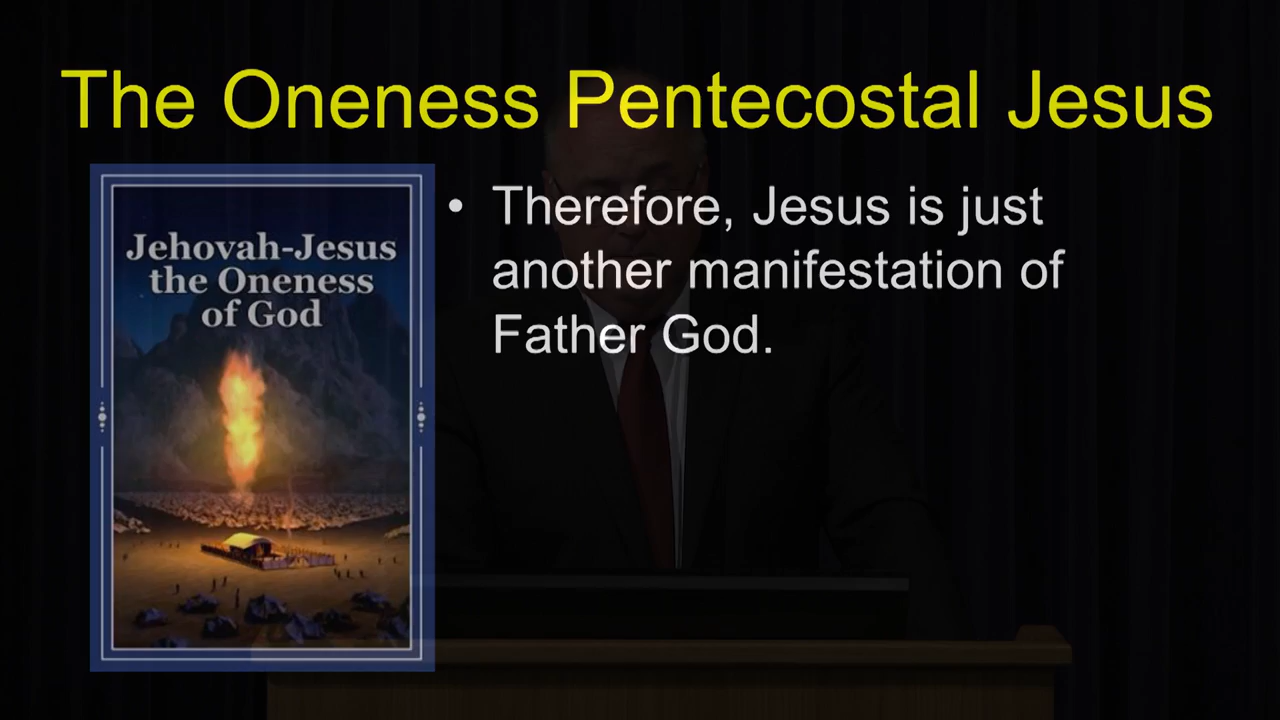 The Oneness Pentecostal Jesus
Jehovah-Jesus
the Oneness
of God
• Therefore, Jesus is just
another manifestation of
Father God.